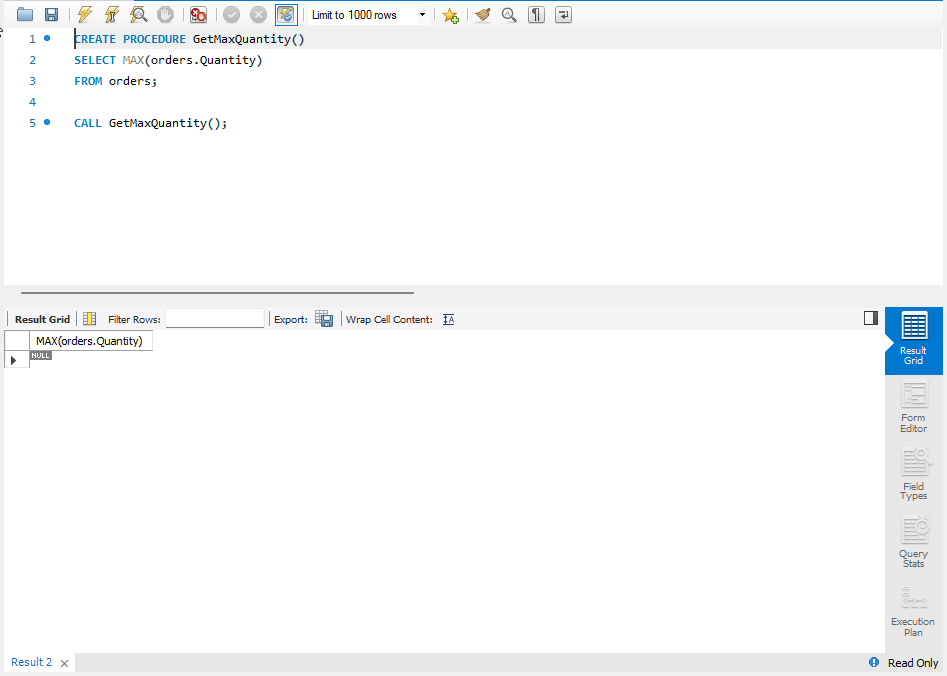 Limit to 1000 rows
1 CREATE PROCEDURE GetMaxQuantity()
2 SELECT MAX(orders.Quantity)
3 FROM orders;
4
5 CALL GetMaxQuantity();
Result Grid Filter Rows: Export: Wrap Cell Content: IA
MAX(orders.Quantity)
NULL
Result
Grid
Form
Editor
Field
Types
Query
Stats
Execution
Plan
Result 2 Read Only